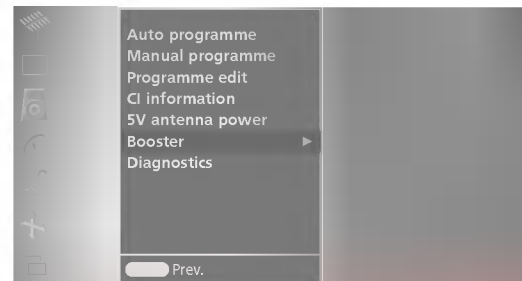 Auto programme
Manual programme
Programme edit
CI information
5V antenna power
Booster
Diagnostics
Prev.